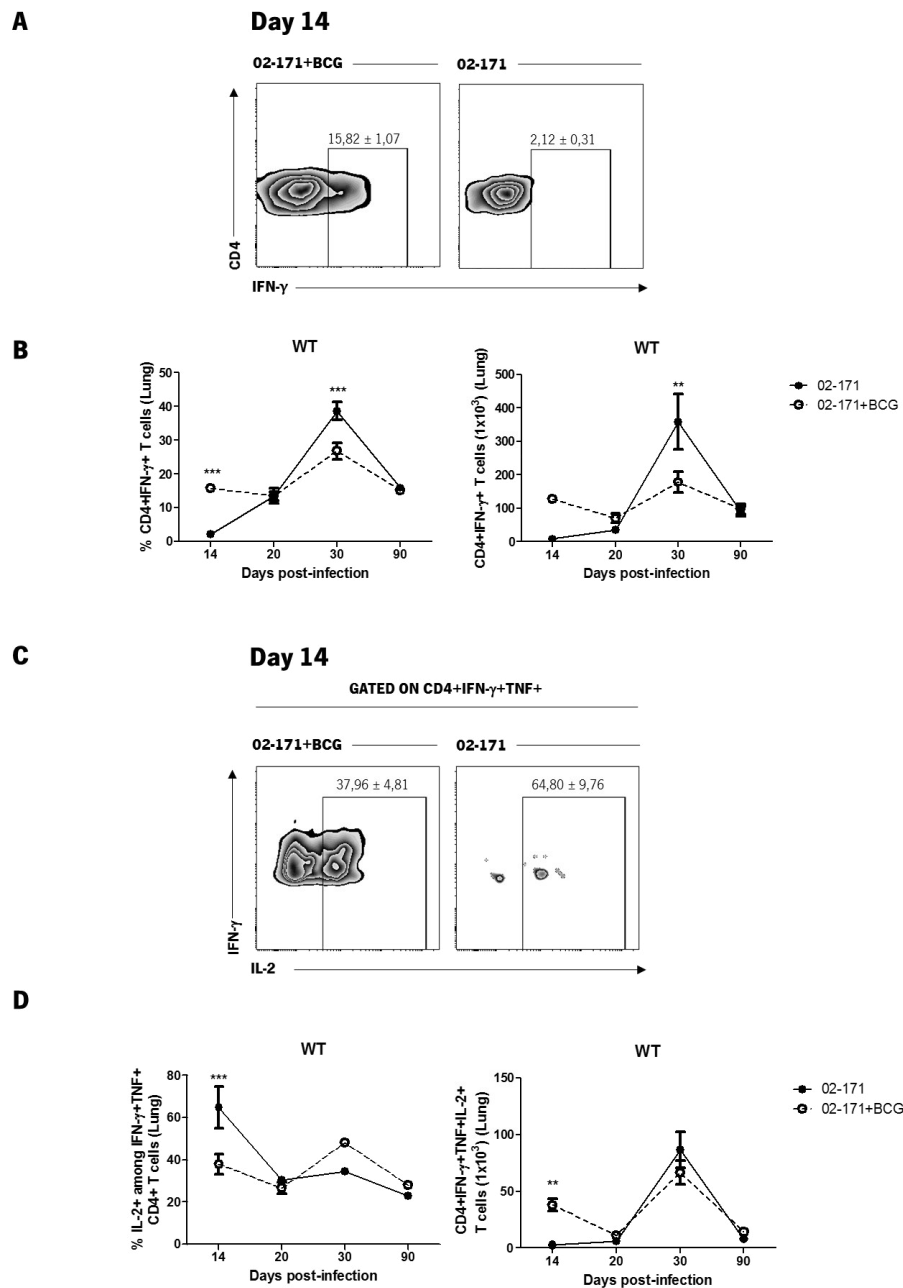 A
Day 14
02-171+BCG
02-171
15,82 ± 1,07
2,12 ± 0,31
CD4
IFN-γ
B
WT
% CD4+IFN-γ+ T cells (Lung)
50
40
30
20
10
0
***
***
14 20 30 90
Days post-infection
WT
CD4+IFN-γ+ T cells (1x10³) (Lung)
500
400
300
200
100
0
**
14 20 30 90
Days post-infection
02-171
02-171+BCG
C
Day 14
GATED ON CD4+IFN-γ+TNF+
02-171+BCG
02-171
37,96 ± 4,81
64,80 ± 9,76
IFN-γ
IL-2
D
WT
% IL-2+ among IFN-γ+TNF+
CD4+ T cells (Lung)
80
60
40
20
0
***
14 20 30 90
Days post-infection
WT
CD4+IFN-γ+TNF+IL-2+
T cells (1x10³) (Lung)
150
100
50
0
**
14 20 30 90
Days post-infection
02-171
02-171+BCG